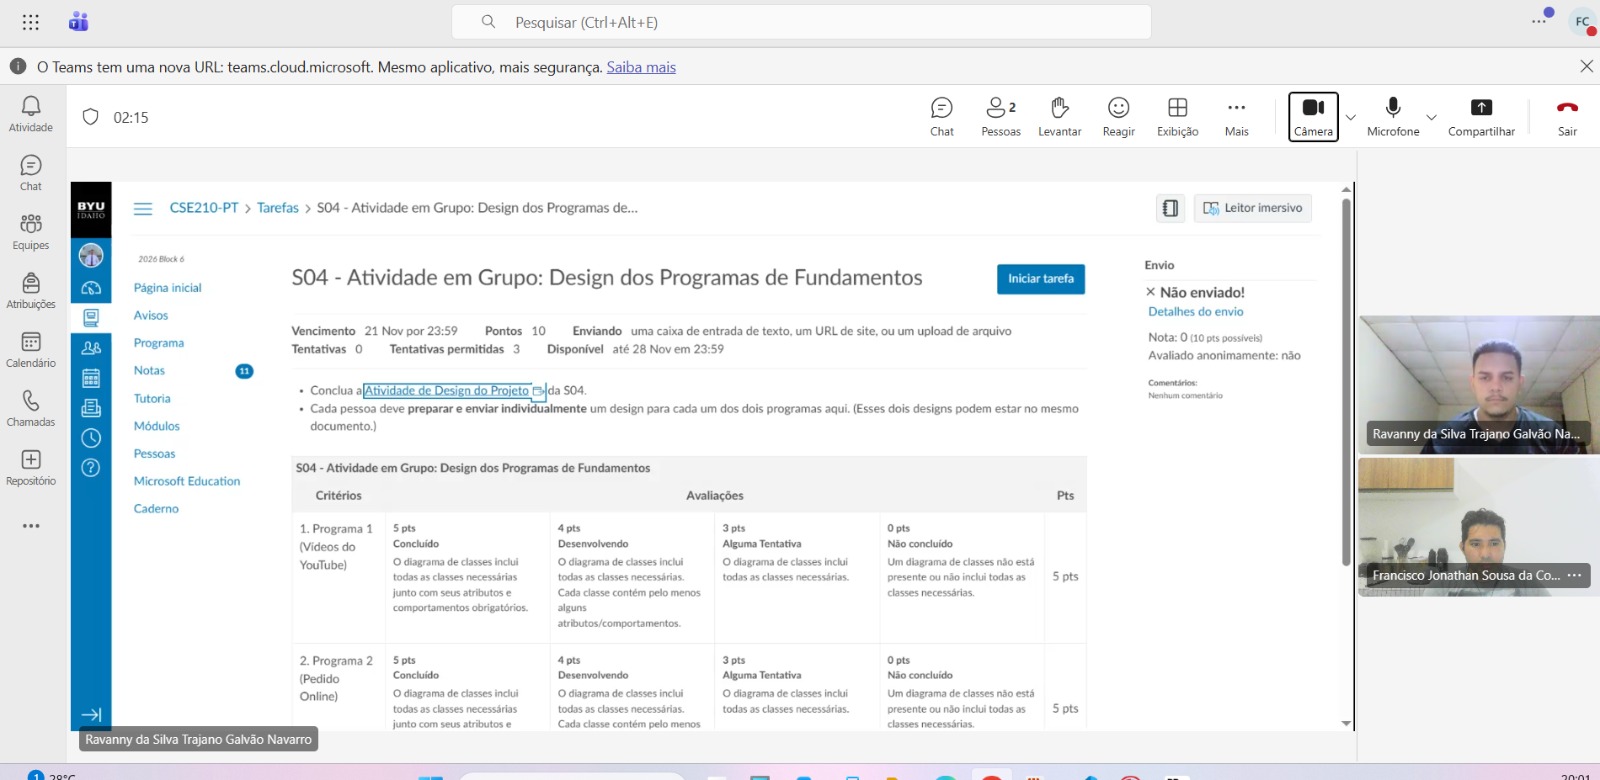 Pesquisar (Ctrl+Alt+E)
FC
O Teams tem uma nova URL: teams.cloud.microsoft. Mesmo aplicativo, mais segurança. Saiba mais
Atividade
Chat
Equipes
Atribuições
Calendário
Chamadas
Repositório
02:15
Chat
2
Pessoas
Levantar
Reagir
Exibição
Mais
Câmera
Microfone
Compartilhar
Sair
BYU
IDAHO
CSE210-PT > Tarefas > S04 - Atividade em Grupo: Design dos Programas de...
Leitor imersivo
2026 Block 6
Página inicial
Avisos
Programa
Notas
11
Tutoria
Módulos
Pessoas
Microsoft Education
Caderno
S04 - Atividade em Grupo: Design dos Programas de Fundamentos
Iniciar tarefa
Vencimento 21 Nov por 23:59 Pontos 10 Enviando uma caixa de entrada de texto, um URL de site, ou um upload de arquivo
Tentativas 0 Tentativas permitidas 3 Disponível até 28 Nov em 23:59
• Conclua a Atividade de Design do Projeto da S04.
• Cada pessoa deve preparar e enviar individualmente um design para cada um dos dois programas aqui. (Esses dois designs podem estar no mesmo
documento.)
S04 - Atividade em Grupo: Design dos Programas de Fundamentos
Critérios Avaliações Pts
1. Programa 1
(Vídeos do
YouTube)
5 pts
Concluído
O diagrama de classes inclui
todas as classes necessárias
junto com seus atributos e
comportamentos obrigatórios.
4 pts
Desenvolvendo
O diagrama de classes inclui
todas as classes necessárias.
Cada classe contém pelo menos
alguns
atributos/comportamentos.
3 pts
Alguma Tentativa
O diagrama de classes inclui
todas as classes necessárias.
0 pts
Não concluído
Um diagrama de classes não está
presente ou não inclui todas as
classes necessárias.
5 pts
2. Programa 2
(Pedido
Online)
5 pts
Concluído
O diagrama de classes inclui
todas as classes necessárias
junto com seus atributos e
4 pts
Desenvolvendo
O diagrama de classes inclui
todas as classes necessárias.
Cada classe contém pelo menos
3 pts
Alguma Tentativa
O diagrama de classes inclui
todas as classes necessárias.
0 pts
Não concluído
Um diagrama de classes não está
presente ou não inclui todas as
classes necessárias.
5 pts
Envio
Não enviado!
Detalhes do envio
Nota: 0 (10 pts possíveis)
Avaliado anonimamente: não
Comentários:
Nenhum comentário
Ravanny da Silva Trajano Galvão Na...
Francisco Jonathan Sousa da Co...
Ravanny da Silva Trajano Galvão Navarro
1
28°C
20:01